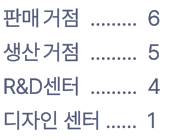 판매 거점 ......... 6
생산 거점 ......... 5
R&D센터 ......... 4
디자인 센터 ...... 1